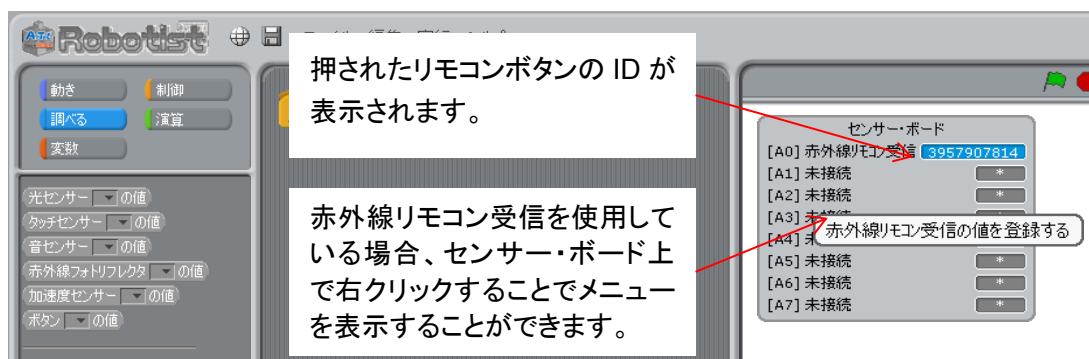 A.T.C Robotist
押されたリモコンボタンの ID が
表示されます。
動き 制御
調べる 演算
変数
センサー・ボード
[A0] 赤外線リモコン受信 3957907814
[A1] 未接続 *
[A2] 未接続 *
[A3] 未接続
[A4] 未
[A5] 未接続 *
[A6] 未接続 *
[A7] 未接続 *
赤外線リモコン受信の値を登録する
光センサー の値
タッチセンサー の値
音センサー の値
赤外線フォトリフレクタ の値
加速度センサー の値
ボタン の値
赤外線リモコン受信を使用して
いる場合、センサー・ボード上
で右クリックすることでメニュー
を表示することができます。